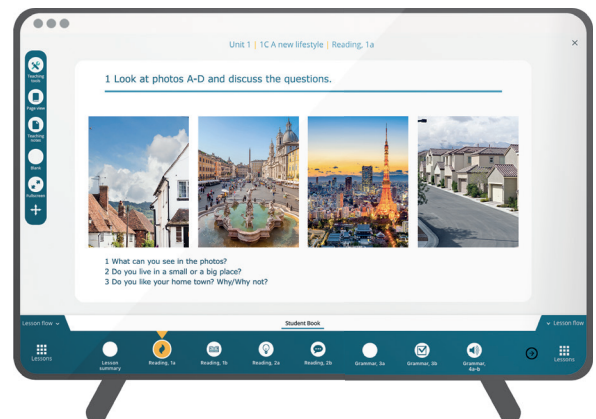 Unit 1 | 1C A new lifestyle | Reading, 1a
×
Teaching
tools
Page view
Teaching
notes
Blank
Fullscreen
1 Look at photos A-D and discuss the questions.
1 What can you see in the photos?
2 Do you live in a small or a big place?
3 Do you like your home town? Why/Why not?
Lesson flow
Student Book
Lesson flow
Lessons
Lesson
summary
Reading, 1a
Reading, 1b
Reading, 2a
Reading, 2b
Grammar, 3a
Grammar, 3b
Grammar,
4a-b
Lessons